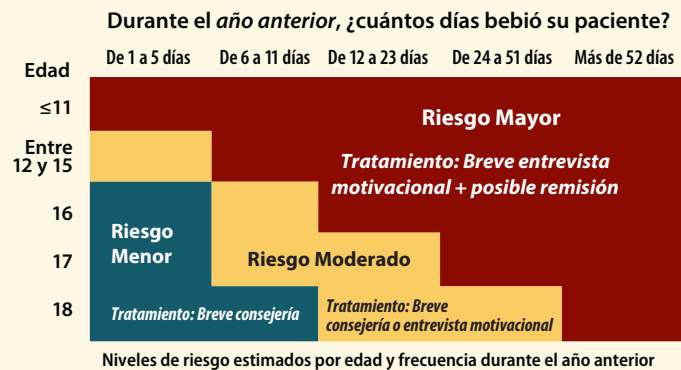 Durante el año anterior, ¿cuántos días bebió su paciente?
Edad
De 1 a 5 días
De 6 a 11 días
De 12 a 23 días
De 24 a 51 días
Más de 52 días
≤11
Riesgo Mayor
Entre
12 y 15
Tratamiento: Breve entrevista
motivacional + posible remisión
16
Riesgo
Menor
17
Riesgo Moderado
18
Tratamiento: Breve consejería
Tratamiento: Breve
consejería o entrevista motivacional
Niveles de riesgo estimados por edad y frecuencia durante el año anterior